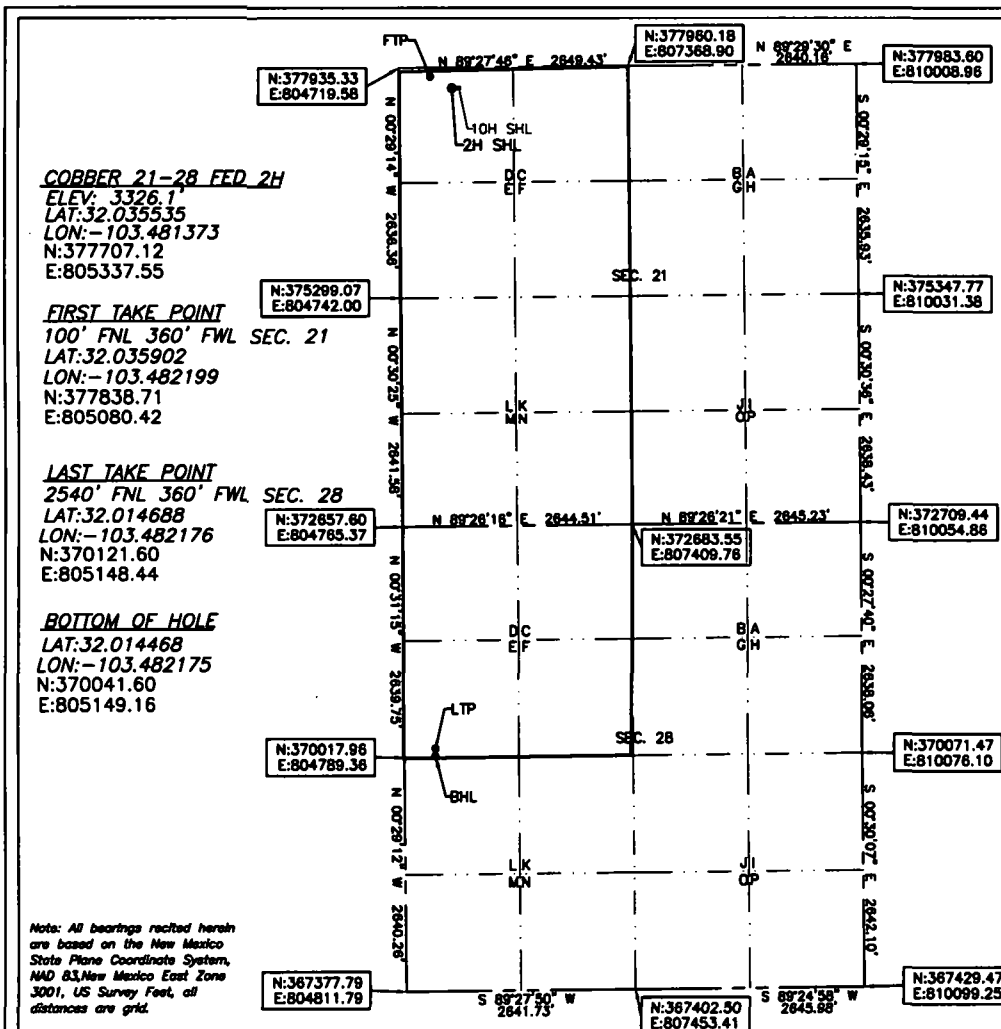 FTP
N 89°27'46" E 2649.43'
N:377960.18
E:807368.90
N 89°29'30" E
2640.16'
N:377983.60
E:810008.96
N:377935.33
E:804719.58
10H SHL
2H SHL
N 00°29'14" W 2636.36'
S 00°29'15" E 2635.93'
COBBER 21-28 FED 2H
ELEV: 3326.1'
LAT:32.035535
LON:-103.481373
N:377707.12
E:805337.55
D C
E F
B A
G H
SEC. 21
N:375299.07
E:804742.00
N:375347.77
E:810031.38
FIRST TAKE POINT
100' FNL 360' FWL SEC. 21
LAT:32.035902
LON:-103.482199
N:377838.71
E:805080.42
N 00°30'25" W 2641.56'
S 00°30'36" E 2638.43'
L K
M N
J I
O P
LAST TAKE POINT
2540' FNL 360' FWL SEC. 28
LAT:32.014688
LON:-103.482176
N:370121.60
E:805148.44
N:372657.60
E:804765.37
N 89°26'16" E 2644.51'
N 89°26'21" E 2645.23'
N:372683.55
E:807409.76
N:372709.44
E:810054.86
N 00°31'15" W 2639.75'
S 00°27'40" E 2638.06'
BOTTOM OF HOLE
LAT:32.014468
LON:-103.482175
N:370041.60
E:805149.16
D C
E F
B A
G H
LTP
SEC. 28
BHL
N:370017.96
E:804789.36
N:370071.47
E:810076.10
N 00°29'12" W 2640.26'
S 00°30'07" E 2642.10'
L K
M N
J I
O P
Note: All bearings recited herein
are based on the New Mexico
State Plane Coordinate System,
NAD 83,New Mexico East Zone
3001, US Survey Feet, all
distances are grid.
N:367377.79
E:804811.79
S 89°27'50" W
2641.73'
N:367402.50
E:807453.41
S 89°24'58" W
2645.98'
N:367429.47
E:810099.25